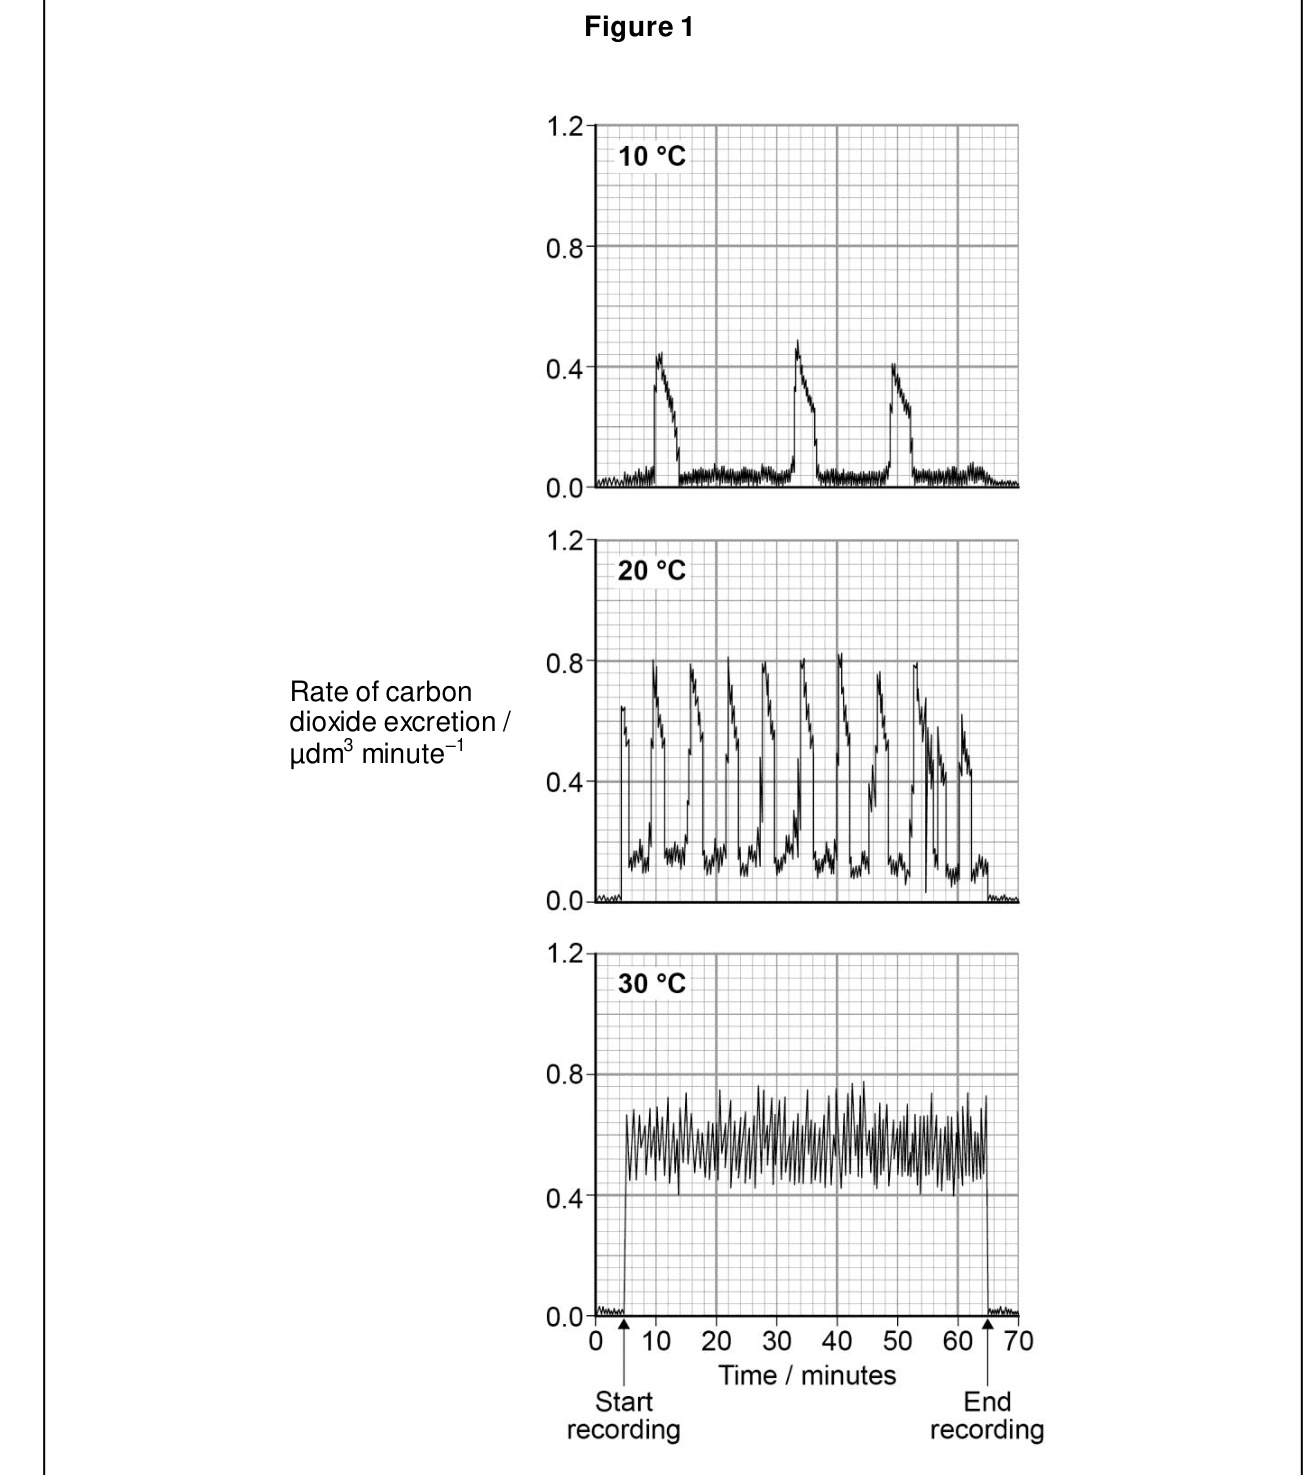 Figure 1
1.2
10 °C
0.8
0.4
0.0
1.2
20 °C
0.8
Rate of carbon
dioxide excretion /
µdm³ minute⁻¹
0.4
0.0
1.2
30 °C
0.8
0.4
0.0
0 10 20 30 40 50 60 70
Time / minutes
Start End
recording recording